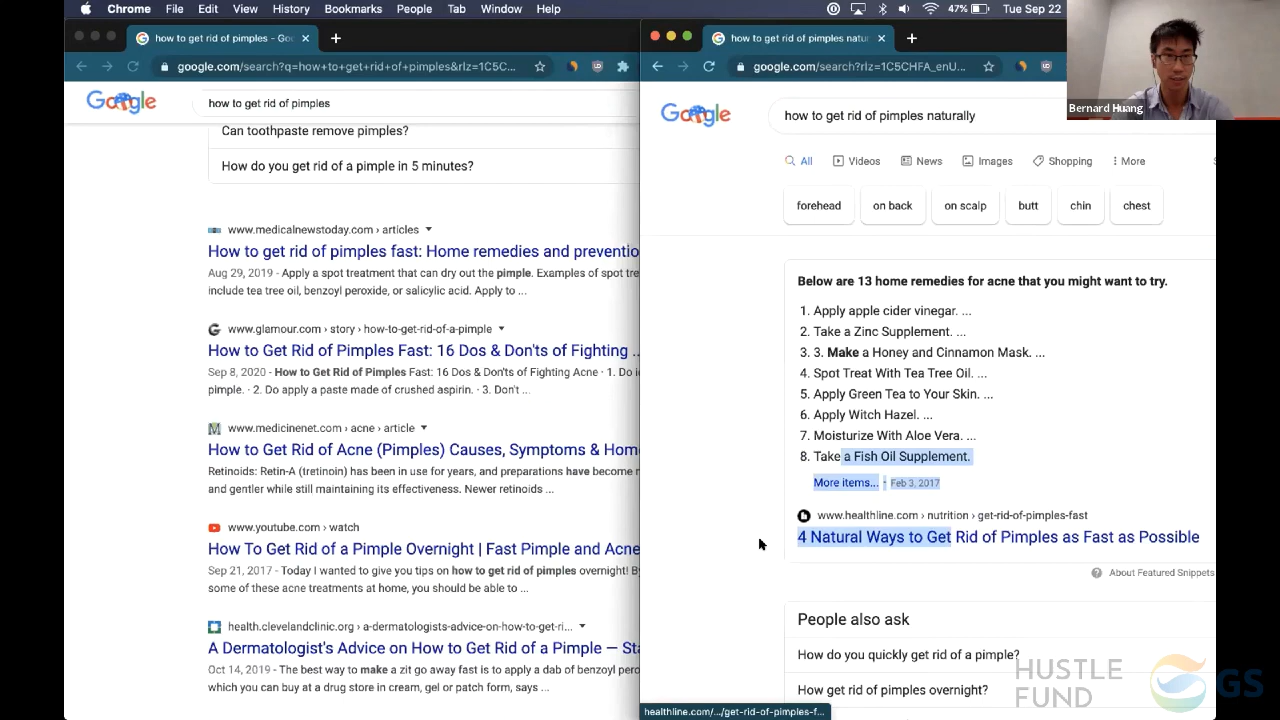 Chrome File Edit View History Bookmarks People Tab Window Help
47% Tue Sep 22
how to get rid of pimples - Goo
google.com/search?q=how+to+get+rid+of+pimples&rlz=1C5C...
Google
how to get rid of pimples
Can toothpaste remove pimples?
How do you get rid of a pimple in 5 minutes?
www.medicalnewstoday.com › articles
How to get rid of pimples fast: Home remedies and preventio
Aug 29, 2019 - Apply a spot treatment that can dry out the pimple. Examples of spot tre
include tea tree oil, benzoyl peroxide, or salicylic acid. Apply to ...
www.glamour.com › story › how-to-get-rid-of-a-pimple
How to Get Rid of Pimples Fast: 16 Dos & Don'ts of Fighting ...
Sep 8, 2020 - How to Get Rid of Pimples Fast: 16 Dos & Don'ts of Fighting Acne · 1. Do i
pimple. · 2. Do apply a paste made of crushed aspirin. · 3. Don't ...
www.medicinenet.com › acne › article
How to Get Rid of Acne (Pimples) Causes, Symptoms & Hom
Retinoids: Retin-A (tretinoin) has been in use for years, and preparations have become m
and gentler while still maintaining its effectiveness. Newer retinoids ...
www.youtube.com › watch
How To Get Rid of a Pimple Overnight | Fast Pimple and Acne
Sep 21, 2017 - Today I wanted to give you tips on how to get rid of pimples overnight! B
some of these acne treatments at home, you should be able to ...
health.clevelandclinic.org › a-dermatologists-advice-on-how-to-get-ri...
A Dermatologist's Advice on How to Get Rid of a Pimple — Sta
Oct 14, 2019 - The best way to make a zit go away fast is to apply a dab of benzoyl perox
which you can buy at a drug store in cream, gel or patch form, says ...
how to get rid of pimples natur
google.com/search?rlz=1C5CHFA_enU...
Google
how to get rid of pimples naturally
All Videos News Images Shopping More
forehead on back on scalp butt chin chest
Below are 13 home remedies for acne that you might want to try.
1. Apply apple cider vinegar. ...
2. Take a Zinc Supplement. ...
3. 3. Make a Honey and Cinnamon Mask. ...
4. Spot Treat With Tea Tree Oil. ...
5. Apply Green Tea to Your Skin. ...
6. Apply Witch Hazel. ...
7. Moisturize With Aloe Vera. ...
8. Take a Fish Oil Supplement.
More items... · Feb 3, 2017
www.healthline.com › nutrition › get-rid-of-pimples-fast
4 Natural Ways to Get Rid of Pimples as Fast as Possible
About Featured Snippets
People also ask
How do you quickly get rid of a pimple?
How get rid of pimples overnight?
healthline.com/.../get-rid-of-pimples-f...
Bernard Huang
HUSTLE
FUND
GS